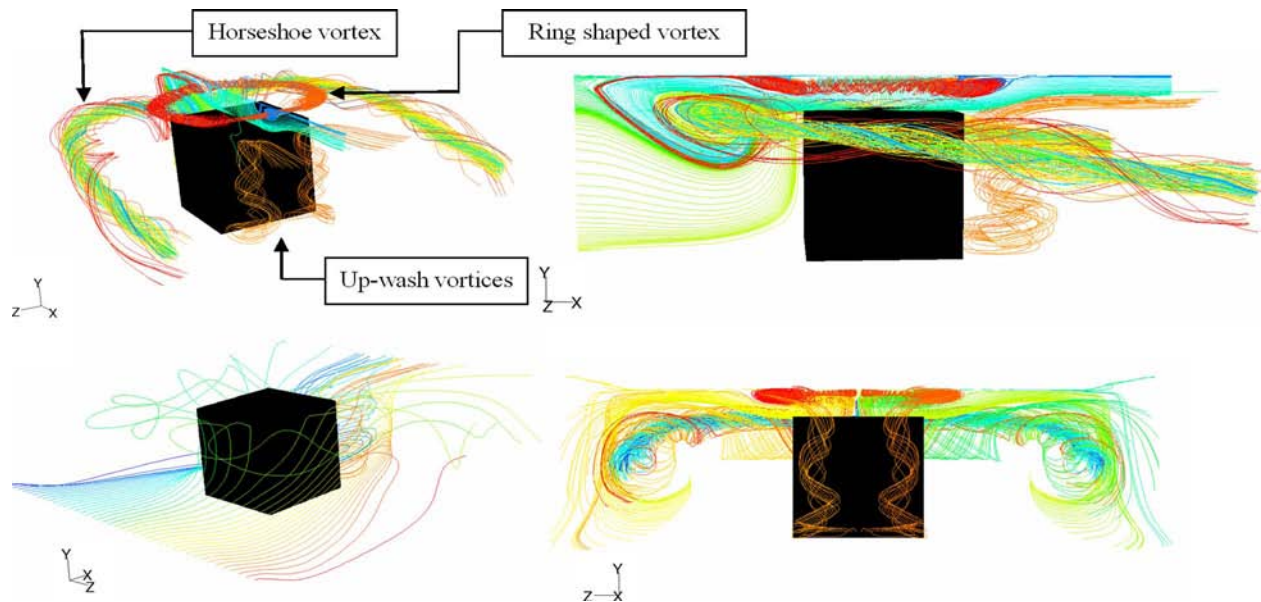 Horseshoe vortex
Ring shaped vortex
Up-wash vortices
Y
Z X
Y
Z X
Y
X
Z
Y
Z X